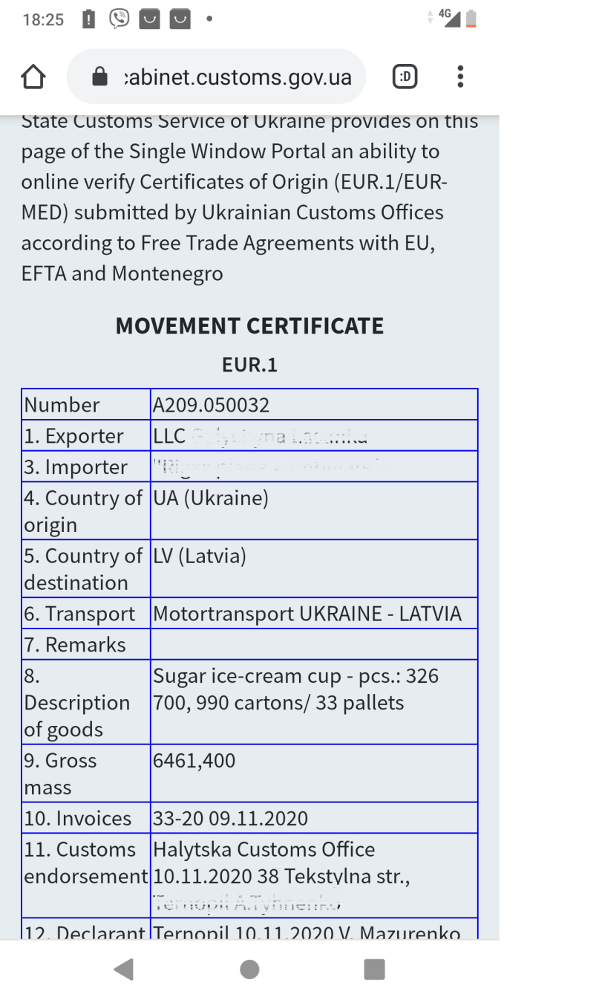 18:25
4G
:D
cabinet.customs.gov.ua
State Customs Service of Ukraine provides on this
page of the Single Window Portal an ability to
online verify Certificates of Origin (EUR.1/EUR-
MED) submitted by Ukrainian Customs Offices
according to Free Trade Agreements with EU,
EFTA and Montenegro
MOVEMENT CERTIFICATE
EUR.1
Number A209.050032
1. Exporter LLC
3. Importer
4. Country of UA (Ukraine)
origin
5. Country of LV (Latvia)
destination
6. Transport Motortransport UKRAINE - LATVIA
7. Remarks
8. Sugar ice-cream cup - pcs.: 326
Description 700, 990 cartons/ 33 pallets
of goods
9. Gross 6461,400
mass
10. Invoices 33-20 09.11.2020
11. Customs Halytska Customs Office
endorsement 10.11.2020 38 Tekstylna str.,
12. Declarant Ternopil 10.11.2020 V. Mazurenko